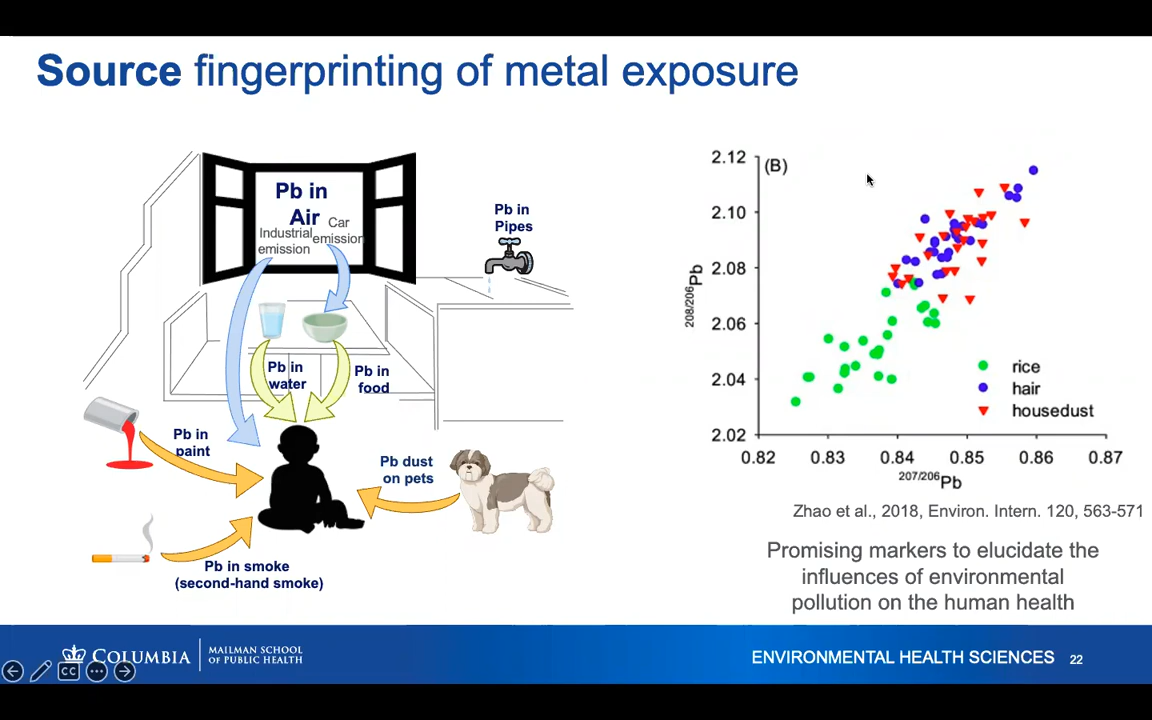 Source fingerprinting of metal exposure
Pb in
Air
Industrial
emission
Car
emission
Pb in
Pipes
Pb in
water
Pb in
food
Pb in
paint
Pb dust
on pets
Pb in smoke
(second-hand smoke)
(B)
2.12
2.10
2.08
2.06
2.04
2.02
208/206Pb
0.82 0.83 0.84 0.85 0.86 0.87
207/206Pb
rice
hair
housedust
Zhao et al., 2018, Environ. Intern. 120, 563-571
Promising markers to elucidate the
influences of environmental
pollution on the human health
COLUMBIA
MAILMAN SCHOOL
OF PUBLIC HEALTH
ENVIRONMENTAL HEALTH SCIENCES 22
CC